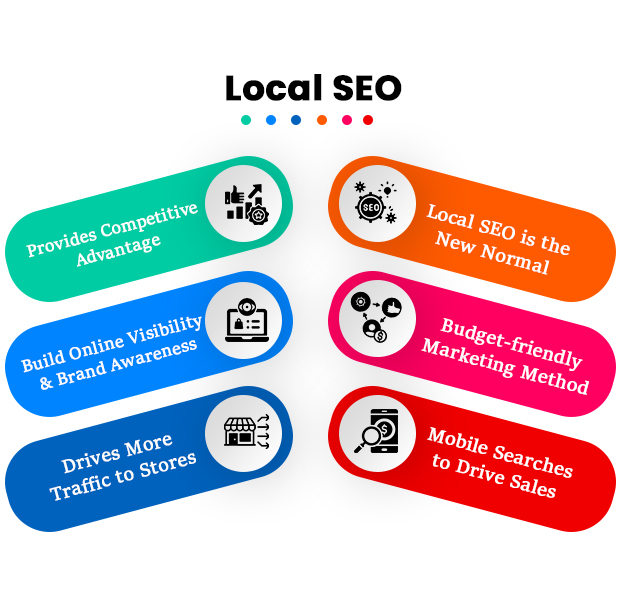 Local SEO
Provides Competitive
Advantage
SEO
Local SEO is the
New Normal
Build Online Visibility
& Brand Awareness
$
Budget-friendly
Marketing Method
Drives More
Traffic to Stores
$
Mobile Searches
to Drive Sales